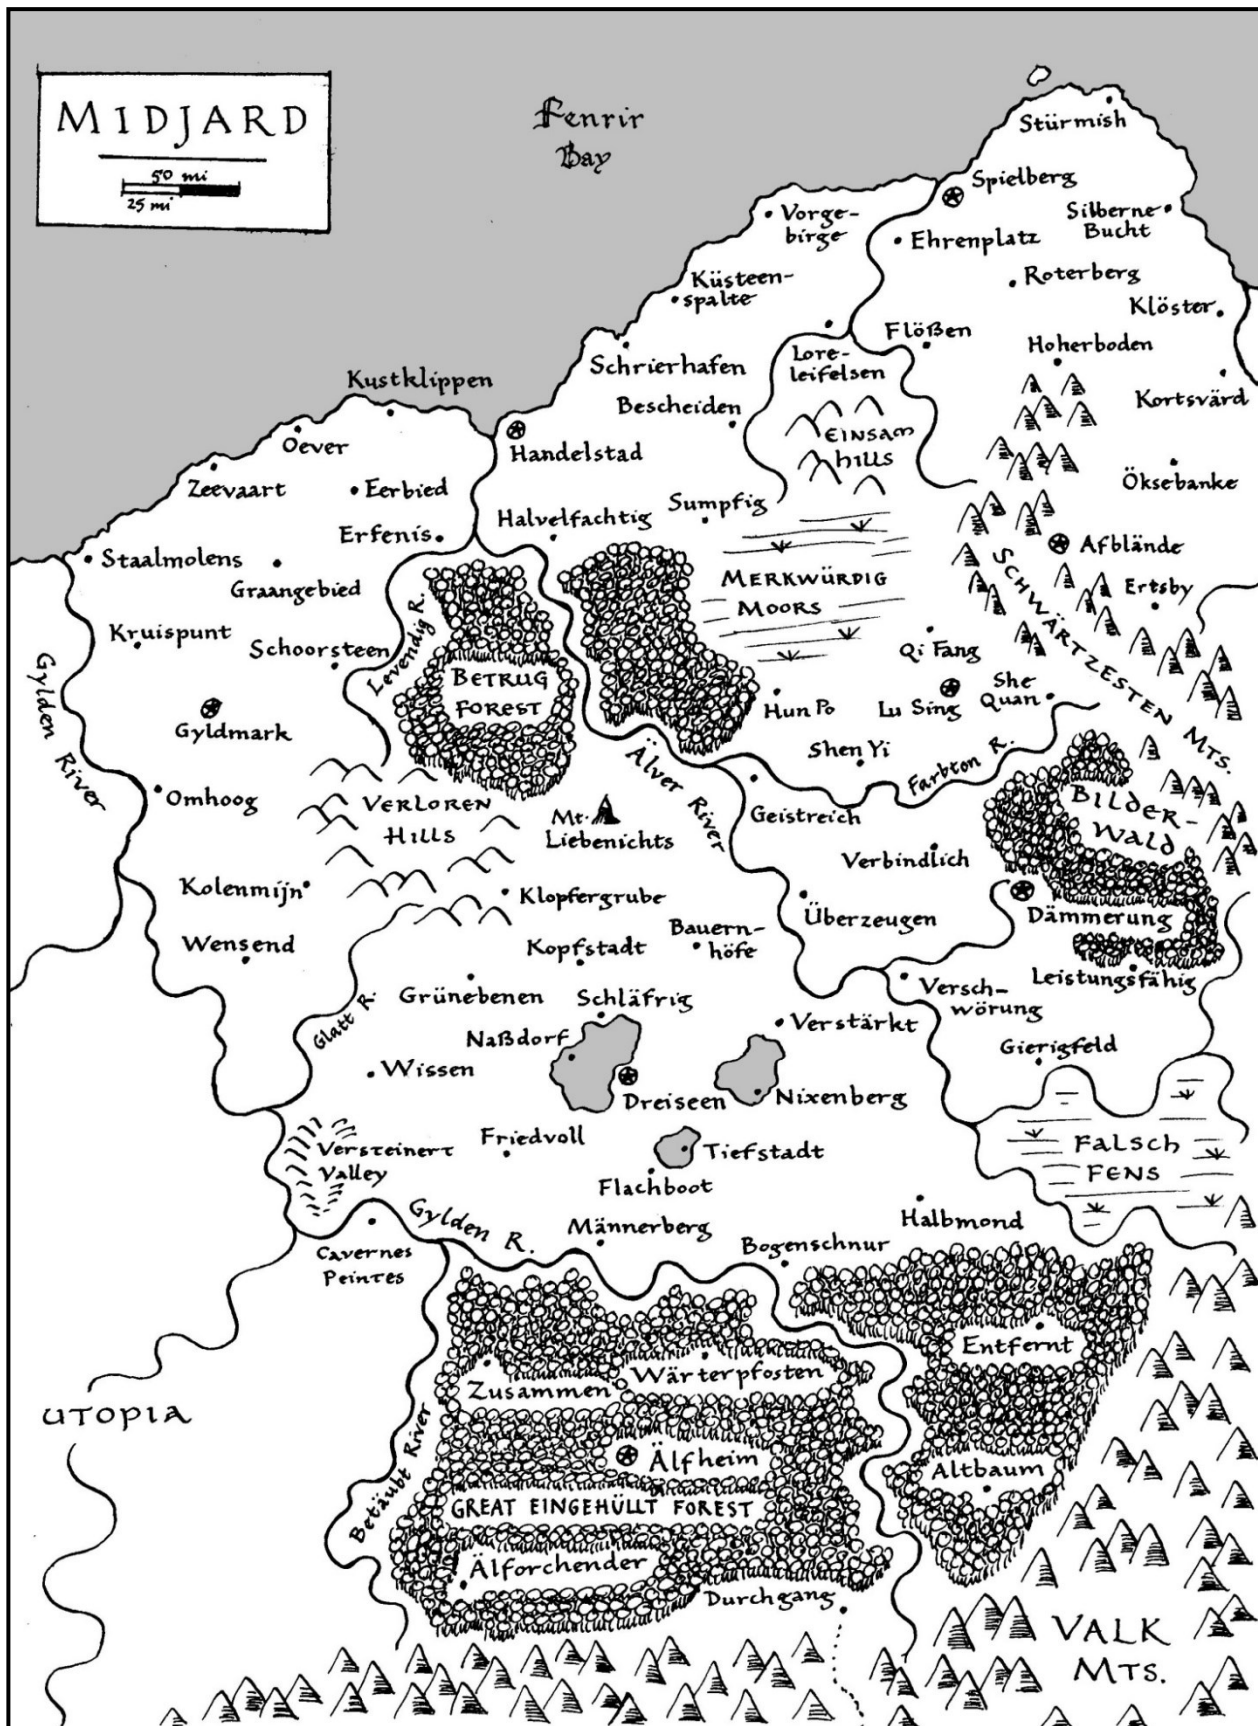 MIDJARD
50 mi
25 mi
Fenrir
Bay
Stürmish
Spielberg
Silberne
Bucht
Vorge-
birge
Ehrenplatz
Roterberg
Küsteen-
spalte
Klöster
Flößen
Hoherboden
Lore-
leifelsen
Schrierhafen
Kustklippen
Bescheiden
Kortsvärd
EINSAM
HILLS
Oever
Handelstad
Zeevaart
Eerbied
Öksebanke
Sumpfig
Halvelfachtig
Erfenis
Staalmolens
Afblände
Graangebied
MERKWÜRDIG
MOORS
SCHWÄRTZESTEN MTS.
Ertsby
Levendig R.
Kruispunt
Schoorsteen
Qi Fang
BETRUG
FOREST
She
Quan
Gylden River
Hun Po
Lu Sing
Gyldmark
Shen Yi
Älver River
Farbton R.
Omhoog
VERLOREN
HILLS
Mt.
Liebenichts
Geistreich
BILDER-
WALD
Verbindlich
Kolenmijn
Klopfergrube
Überzeugen
Dämmerung
Bauern-
höfe
Wensend
Kopfstadt
Leistungsfähig
Grünebenen
Schläfrig
Versch-
wörung
Glatt R.
Naßdorf
Verstärkt
Gierigfeld
Wissen
Dreiseen
Nixenberg
Versteinert
Valley
Friedvoll
Tiefstadt
FALSCH
FENS
Flachboot
Gylden R.
Männerberg
Halbmond
Bogenschnur
Cavernes
Peintes
Entfernt
Zusammen
Wärterpfosten
UTOPIA
Betäubt River
Älfheim
Altbaum
GREAT EINGEHÜLLT FOREST
Älforchender
Durchgang
VALK
MTS.